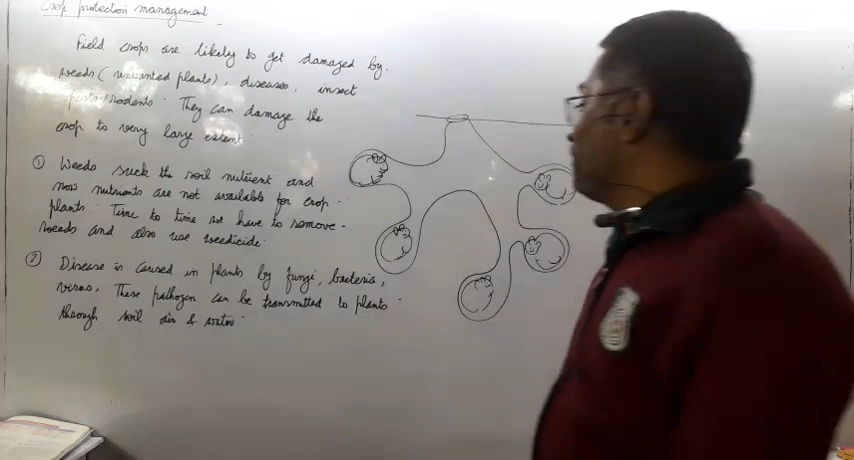 Crop protection management
Field crops are likely to get damaged by
weeds (unwanted plants), diseases, insect
pests/rodents. They can damage the
crop to very large extent.
① Weeds suck the soil nutrient and
now nutrients are not available for crop
plants. Time to time we have to remove
weeds and also use weedicide.
② Disease is caused in plants by fungi, bacteria,
virus. These pathogen can be transmitted to plants
through soil air & water.